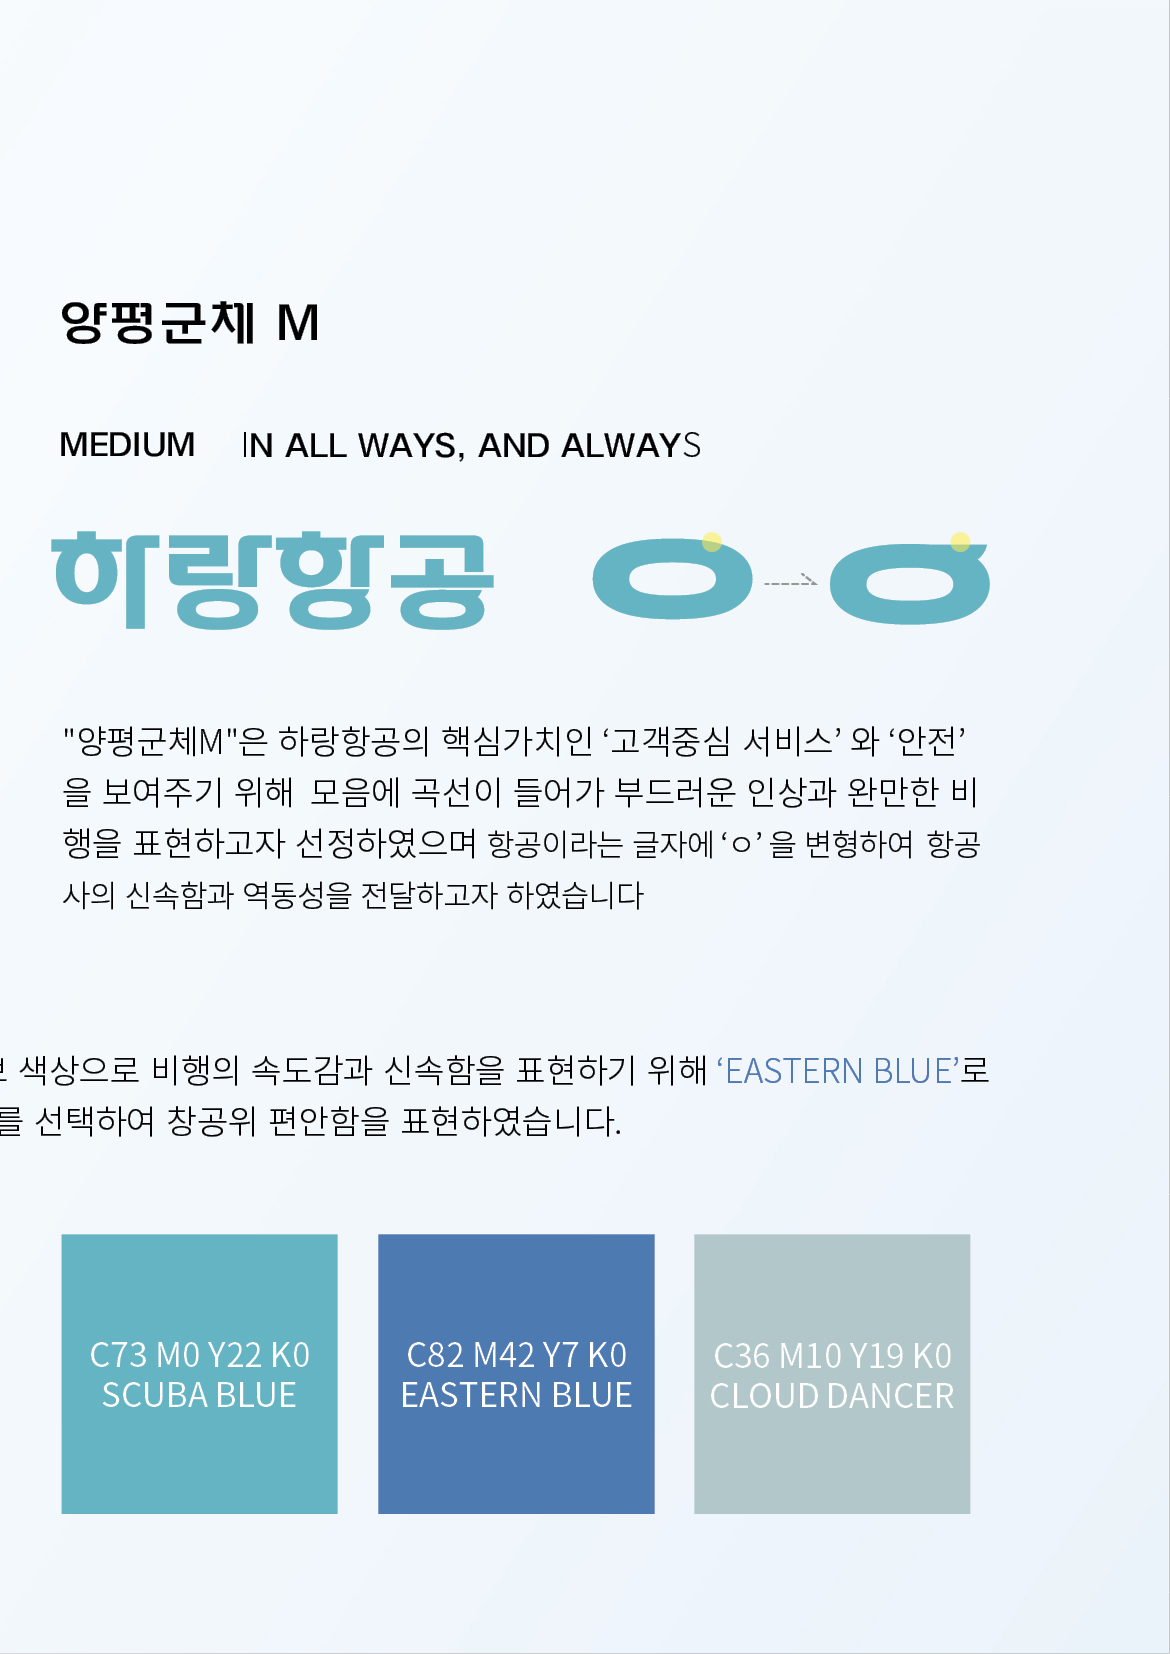 양평군체 M
MEDIUM IN ALL WAYS, AND ALWAYS
하랑항공 ㅇ ㅇ
"양평군체M"은 하랑항공의 핵심가치인 ‘고객중심 서비스’ 와 ‘안전’
을 보여주기 위해 모음에 곡선이 들어가 부드러운 인상과 완만한 비
행을 표현하고자 선정하였으며 항공이라는 글자에 ‘ㅇ’ 을 변형하여 항공
사의 신속함과 역동성을 전달하고자 하였습니다
색상으로 비행의 속도감과 신속함을 표현하기 위해 ‘EASTERN BLUE’로
를 선택하여 창공위 편안함을 표현하였습니다.
C73 M0 Y22 K0
SCUBA BLUE
C82 M42 Y7 K0
EASTERN BLUE
C36 M10 Y19 K0
CLOUD DANCER